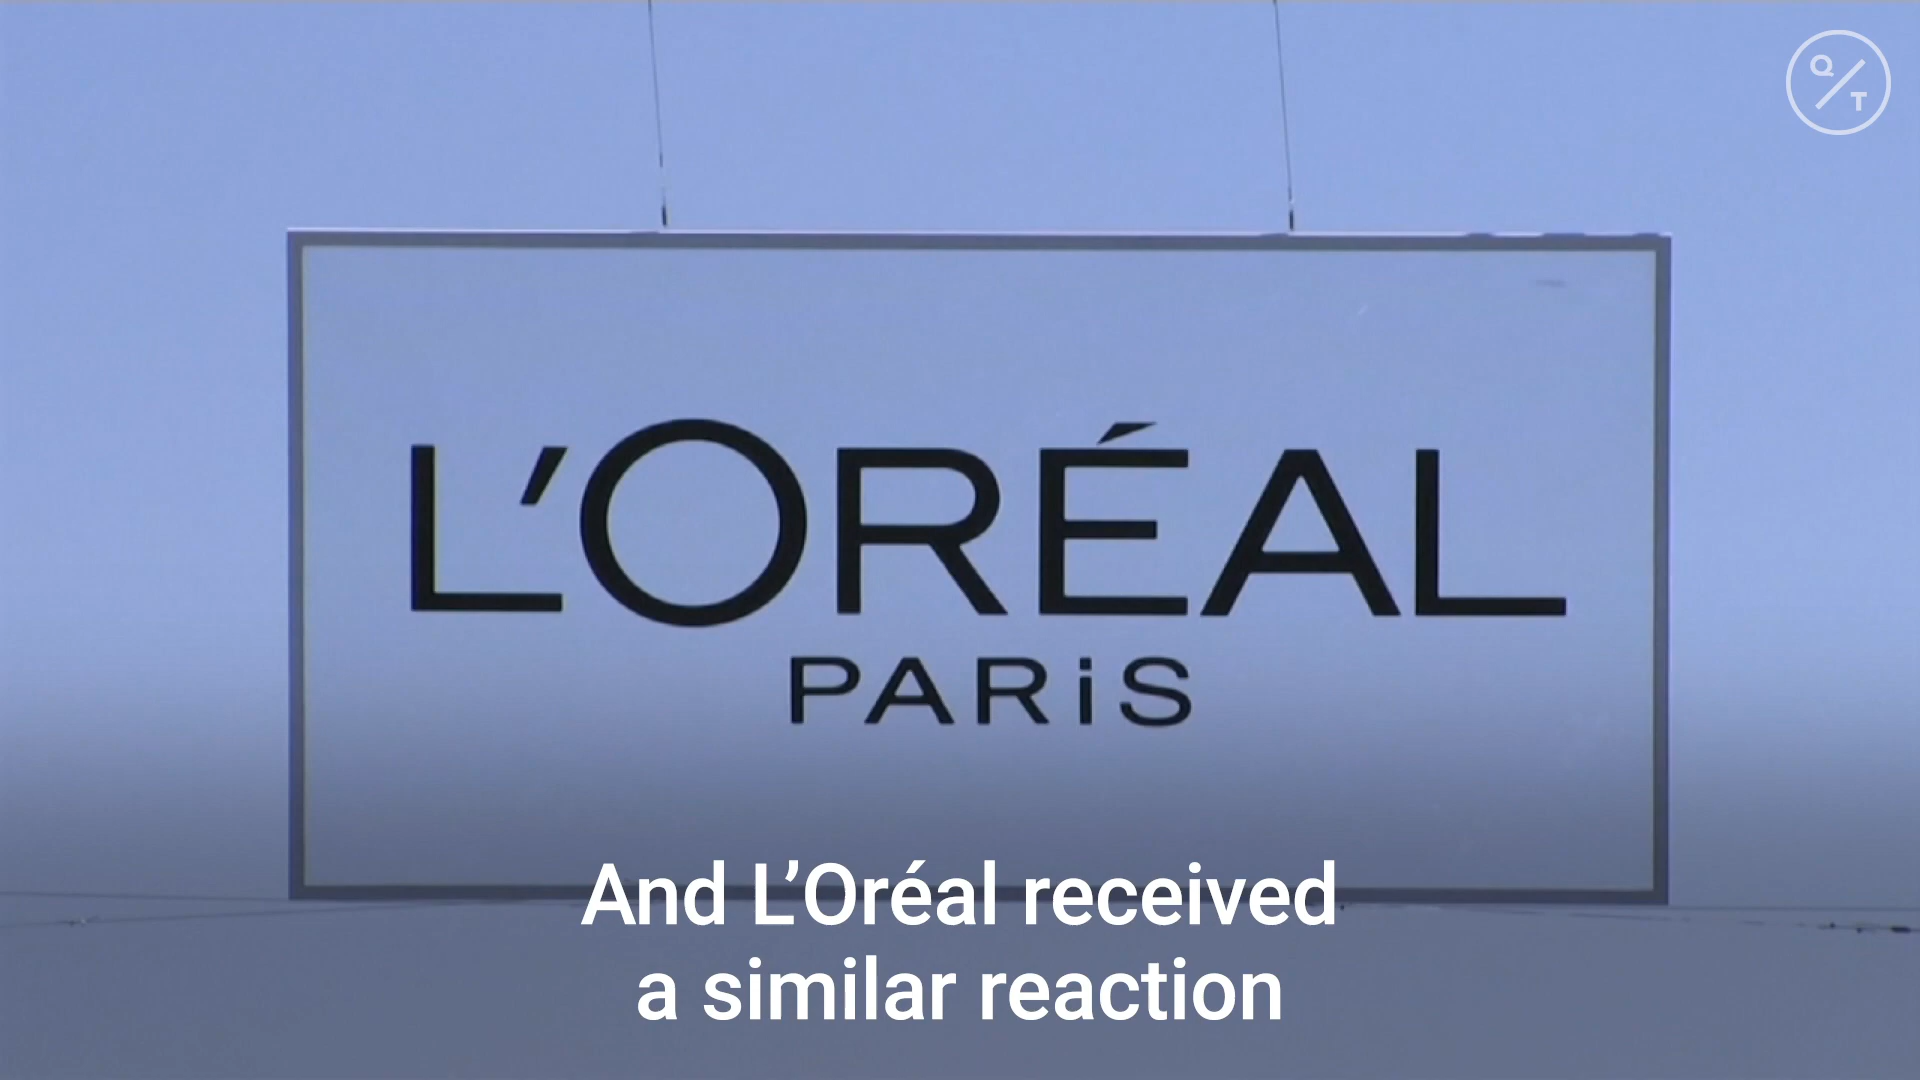 Q/T
L'ORÉAL
PARiS
And L’Oréal received
a similar reaction